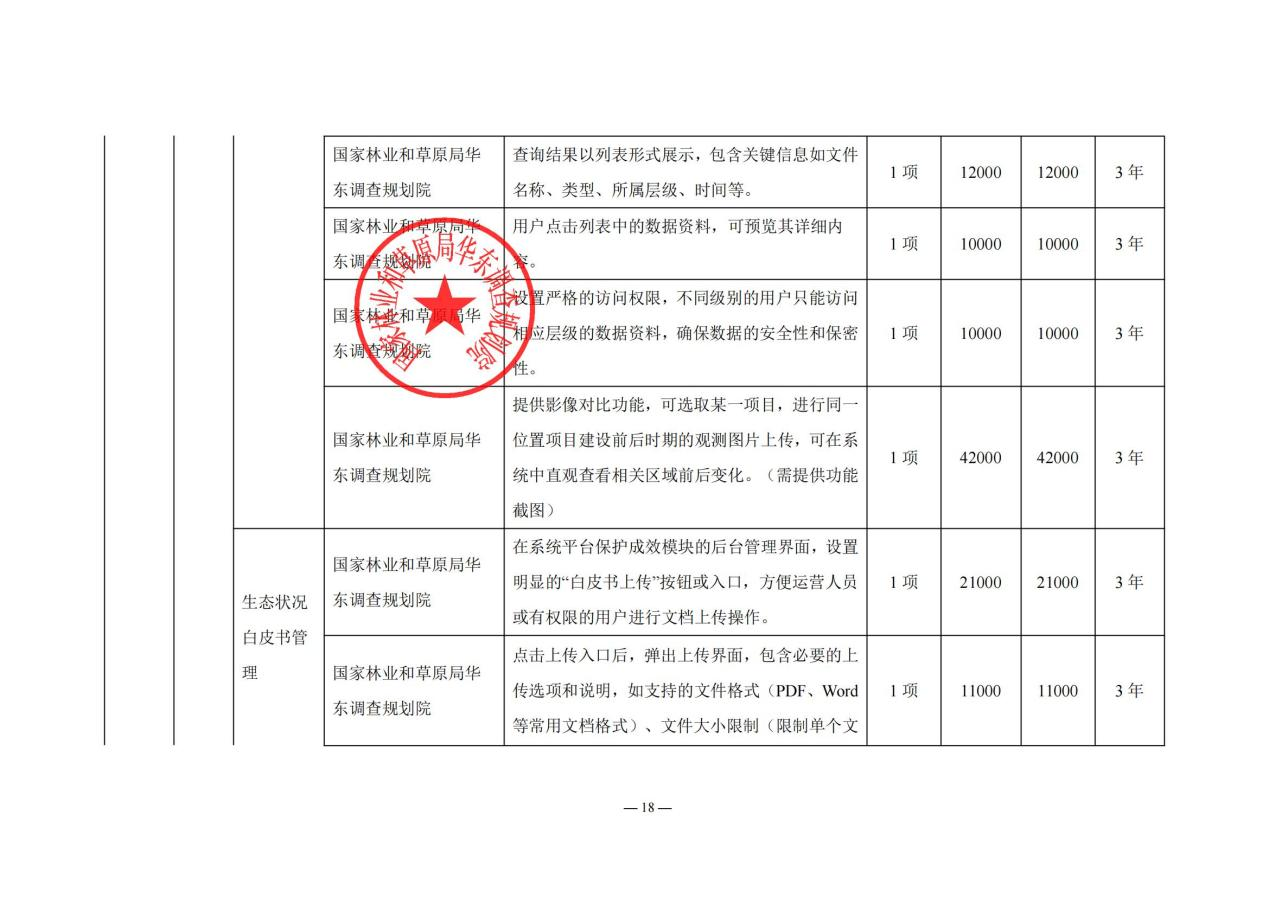 国家林业和草原局华
东调查规划院
查询结果以列表形式展示，包含关键信息如文件
名称、类型、所属层级、时间等。
1 项
12000
12000
3 年
国家林业和草原局华
东调查规划院
用户点击列表中的数据资料，可预览其详细内
容。
1 项
10000
10000
3 年
国家林业和草原局华
东调查规划院
设置严格的访问权限，不同级别的用户只能访问
相应层级的数据资料，确保数据的安全性和保密
性。
1 项
10000
10000
3 年
国家林业和草原局华东调查规划院
国家林业和草原局华
东调查规划院
提供影像对比功能，可选取某一项目，进行同一
位置项目建设前后时期的观测图片上传，可在系
统中直观查看相关区域前后变化。（需提供功能
截图）
1 项
42000
42000
3 年
生态状况
白皮书管
理
国家林业和草原局华
东调查规划院
在系统平台保护成效模块的后台管理界面，设置
明显的“白皮书上传”按钮或入口，方便运营人员
或有权限的用户进行文档上传操作。
1 项
21000
21000
3 年
国家林业和草原局华
东调查规划院
点击上传入口后，弹出上传界面，包含必要的上
传选项和说明，如支持的文件格式（PDF、Word
等常用文档格式）、文件大小限制（限制单个文
1 项
11000
11000
3 年
— 18 —